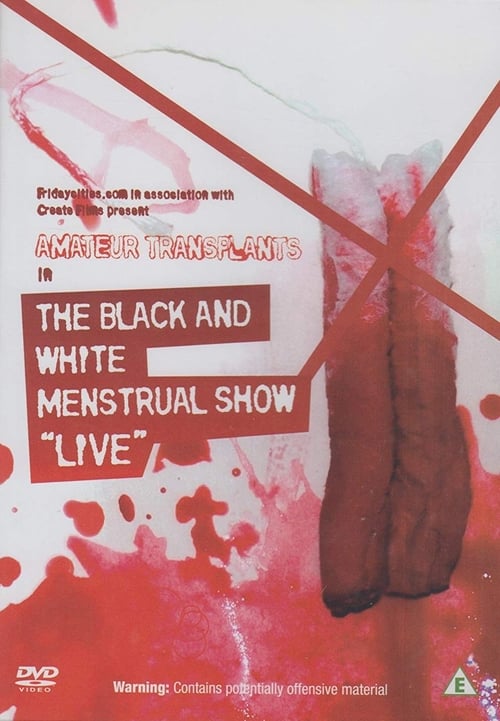 Fridaycities.com in association with
Create Films present
AMATEUR TRANSPLANTS
in
THE BLACK AND
WHITE
MENSTRUAL SHOW
"LIVE"
DVD
VIDEO
Warning: Contains potentially offensive material
E